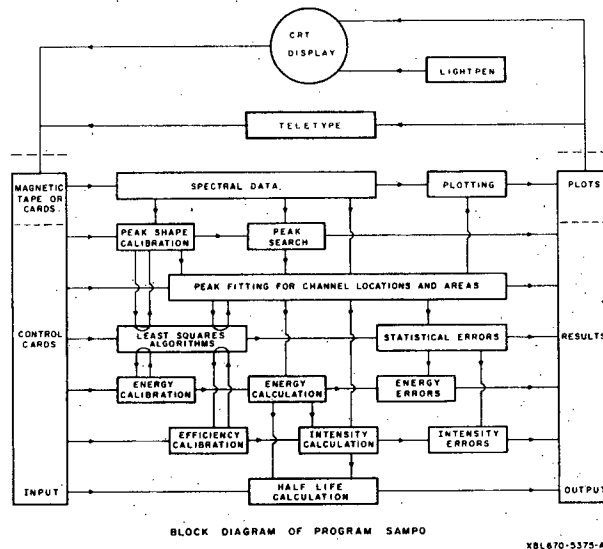 CRT
DISPLAY
LIGHTPEN
TELETYPE
MAGNETIC
TAPE OR
CARDS
SPECTRAL DATA
PLOTTING
PLOTS
PEAK SHAPE
CALIBRATION
PEAK
SEARCH
PEAK FITTING FOR CHANNEL LOCATIONS AND AREAS
CONTROL
CARDS
LEAST SQUARES
ALGORITHMS
STATISTICAL ERRORS
RESULTS
ENERGY
CALIBRATION
ENERGY
CALCULATION
ENERGY
ERRORS
EFFICIENCY
CALIBRATION
INTENSITY
CALCULATION
INTENSITY
ERRORS
INPUT
HALF LIFE
CALCULATION
OUTPUT
BLOCK DIAGRAM OF PROGRAM SAMPO
XBL670-5375-A